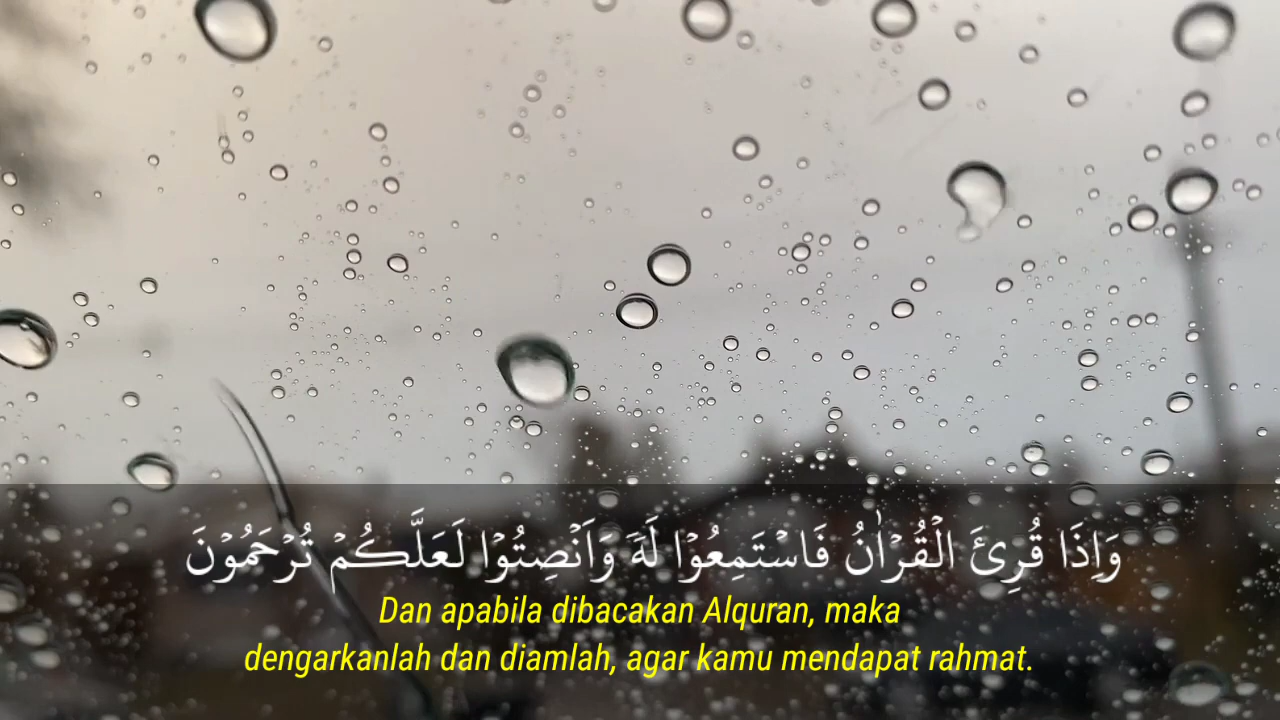 وَاِذَا قُرِئَ الْقُرْاٰنُ فَاسْتَمِعُوْا لَهٗ وَاَنْصِتُوْا لَعَلَّكُمْ تُرْحَمُوْنَ
Dan apabila dibacakan Alquran, maka
dengarkanlah dan diamlah, agar kamu mendapat rahmat.